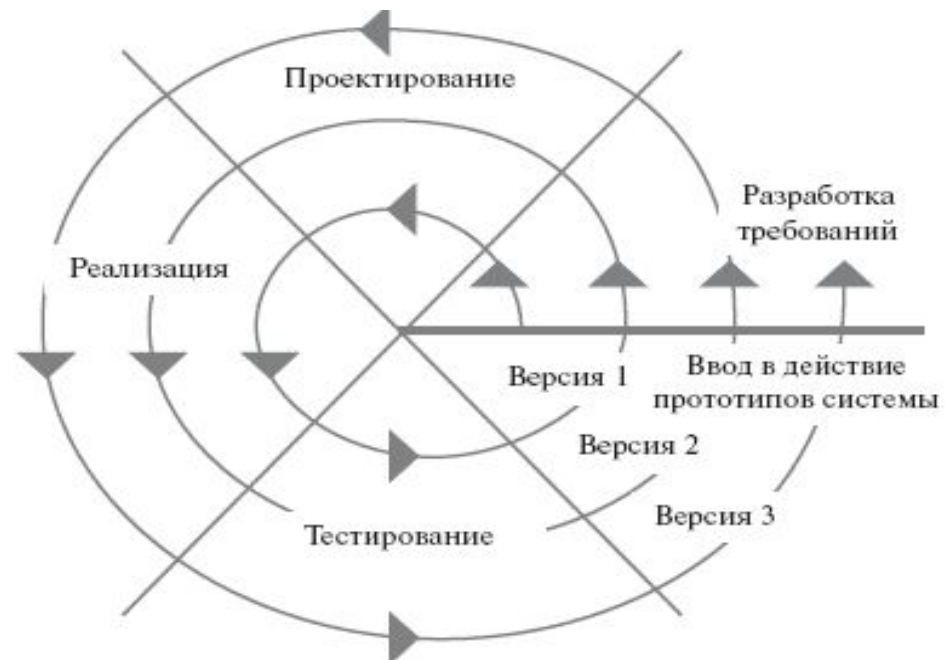 Проектирование
Разработка
требований
Реализация
Версия 1
Ввод в действие
прототипов системы
Версия 2
Версия 3
Тестирование